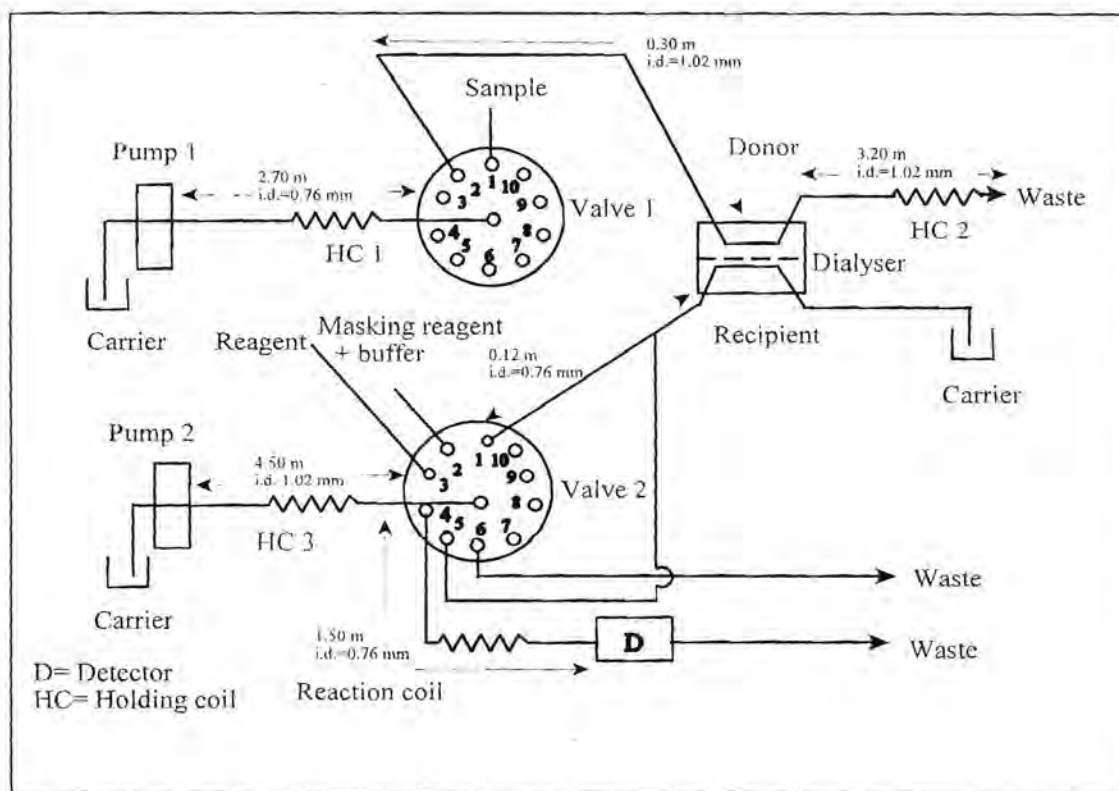 0.30 m
i.d.=1.02 mm
Sample
Pump 1
Donor
3.20 m
i.d.=1.02 mm
2.70 m
i.d.=0.76 mm
Waste
1
2
10
3
9
Valve 1
4
8
5
7
6
HC 1
HC 2
Dialyser
Masking reagent
+ buffer
Recipient
Carrier
Reagent
0.12 m
i.d.=0.76 mm
Carrier
Pump 2
4.50 m
i.d. 1.02 mm
1
2
10
3
9
Valve 2
4
8
5
6
7
HC 3
Waste
Carrier
1.50 m
i.d.=0.76 mm
D
Waste
D= Detector
HC= Holding coil
Reaction coil